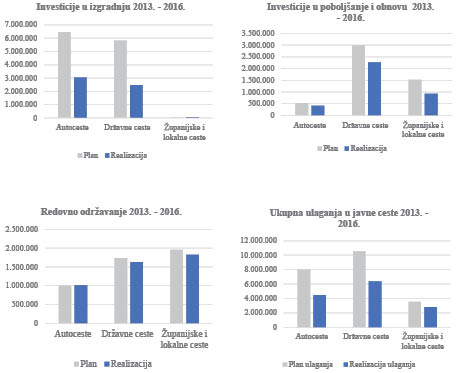 Investicije u izgradnju 2013. - 2016.
7.000.000
6.000.000
5.000.000
4.000.000
3.000.000
2.000.000
1.000.000
0
Autoceste
Državne ceste
Županijske i
lokalne ceste
Plan
Realizacija
Investicije u poboljšanje i obnovu 2013.
- 2016.
3.500.000
3.000.000
2.500.000
2.000.000
1.500.000
1.000.000
500.000
0
Autoceste
Državne ceste
Županijske i
lokalne ceste
Plan
Realizacija
Redovno održavanje 2013. - 2016.
2.500.000
2.000.000
1.500.000
1.000.000
500.000
0
Autoceste
Državne ceste
Županijske i
lokalne ceste
Plan
Realizacija
Ukupna ulaganja u javne ceste 2013. -
2016.
12.000.000
10.000.000
8.000.000
6.000.000
4.000.000
2.000.000
0
Autoceste
Državne ceste
Županijske i
lokalne ceste
Plan ulaganja
Realizacija ulaganja